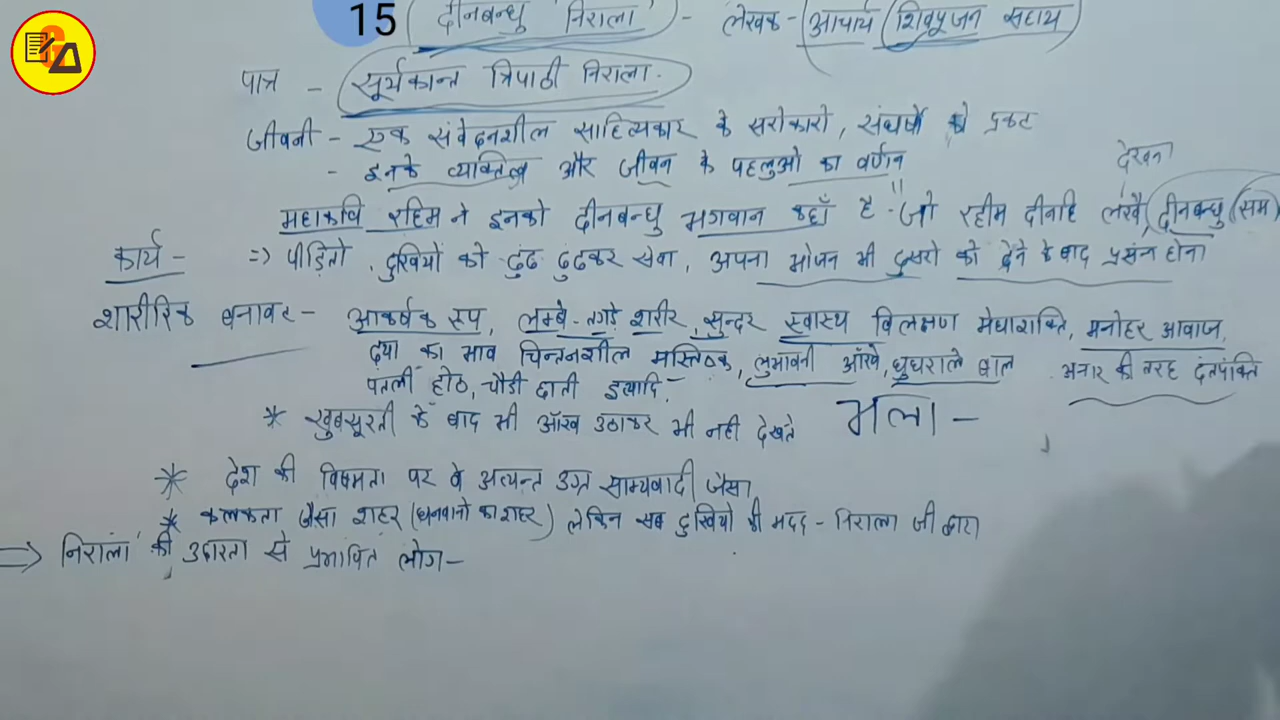 15 दीनबन्धु निराला - लेखक - आचार्य शिवपूजन सहाय
पात्र - सूर्यकान्त त्रिपाठी निराला.
जीवनी - एक संवेदनशील साहित्यकार के सरोकारो, संघर्षो को प्रकट
- इनके व्यक्तित्व और जीवन के पहलुओ का वर्णन
देखना
महाकवि रहिम ने इनको दीनबन्धु भगवान कहाँ है - "जो रहीम दीनहि लखै, दीनबन्धु सम
कार्य - => पीड़ितो, दुखियों को ढुंढ ढुंढकर सेवा, अपना भोजन भी दुसरो को देने के बाद प्रसन्न होना
शारीरिक बनावट - आकर्षक रूप, लम्बे-तगडे शरीर, सुन्दर स्वास्थ्य विलक्षण मेधाशक्ति, मनोहर आवाज,
दया का भाव चिन्तनशील मस्तिष्क, लुभावनी आँखे, घुघराले बाल अनार की तरह दंतपंक्ति
पतली होठ, चौडी छाती इत्यादि.
* खुबसूरती के बाद भी आँख उठाकर भी नही देखते भला -
* देश की विषमता पर वे अत्यन्त उग्र साम्यवादी जैसा
* कलकता जैसा शहर (धनवानो का शहर) लेकिन सब दुखियो की मदद - निराला जी द्वारा
=> निराला की उदारता से प्रभावित लोग -